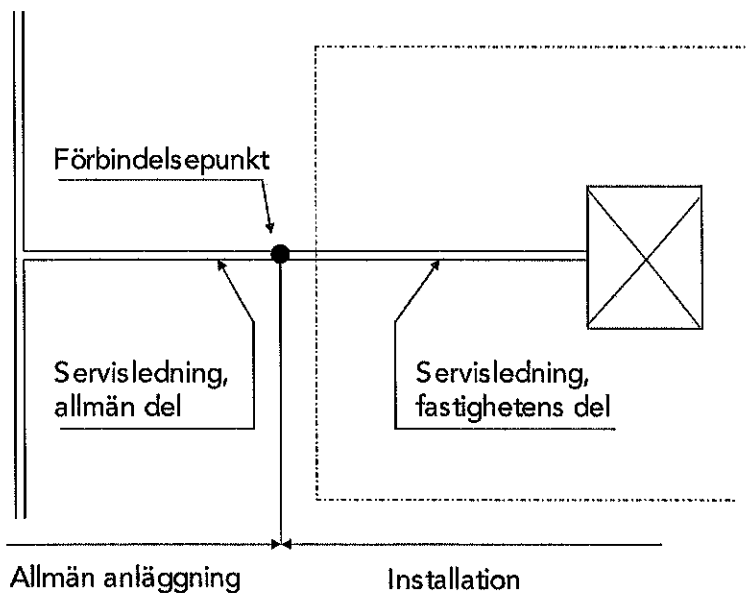 Förbindelsepunkt
Servisledning,
allmän del
Servisledning,
fastighetens del
Allmän anläggning
Installation